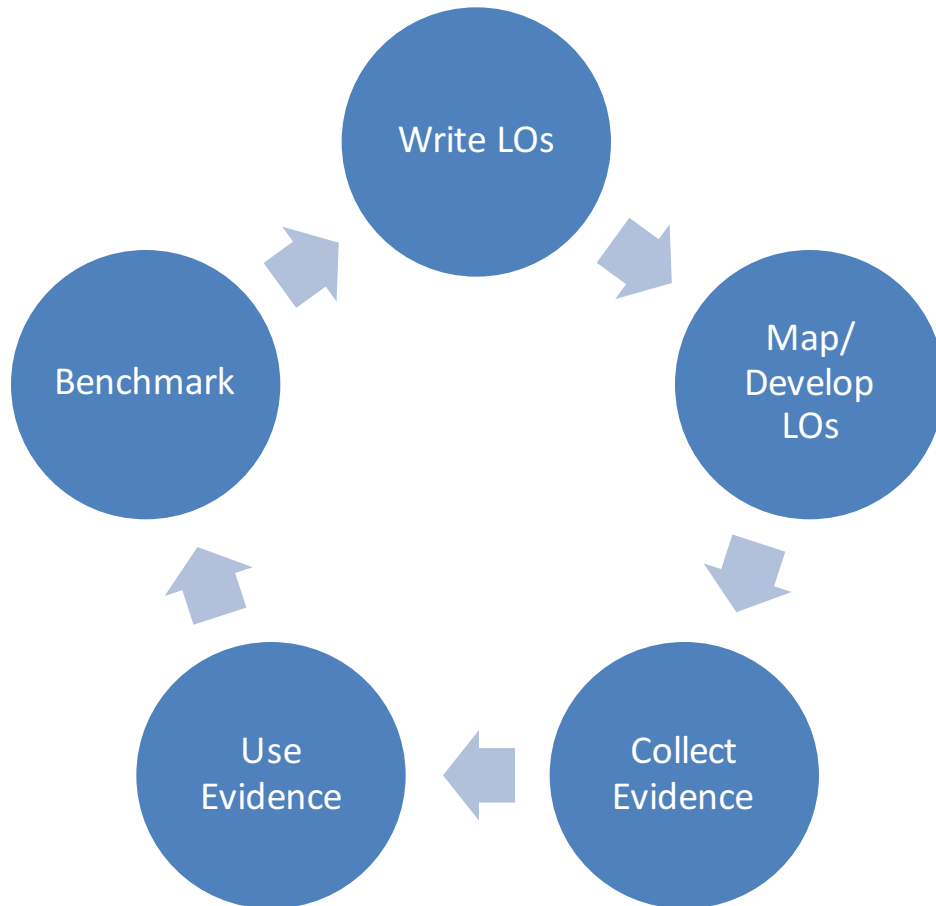 Write LOs
Map/
Develop
LOs
Collect
Evidence
Use
Evidence
Benchmark